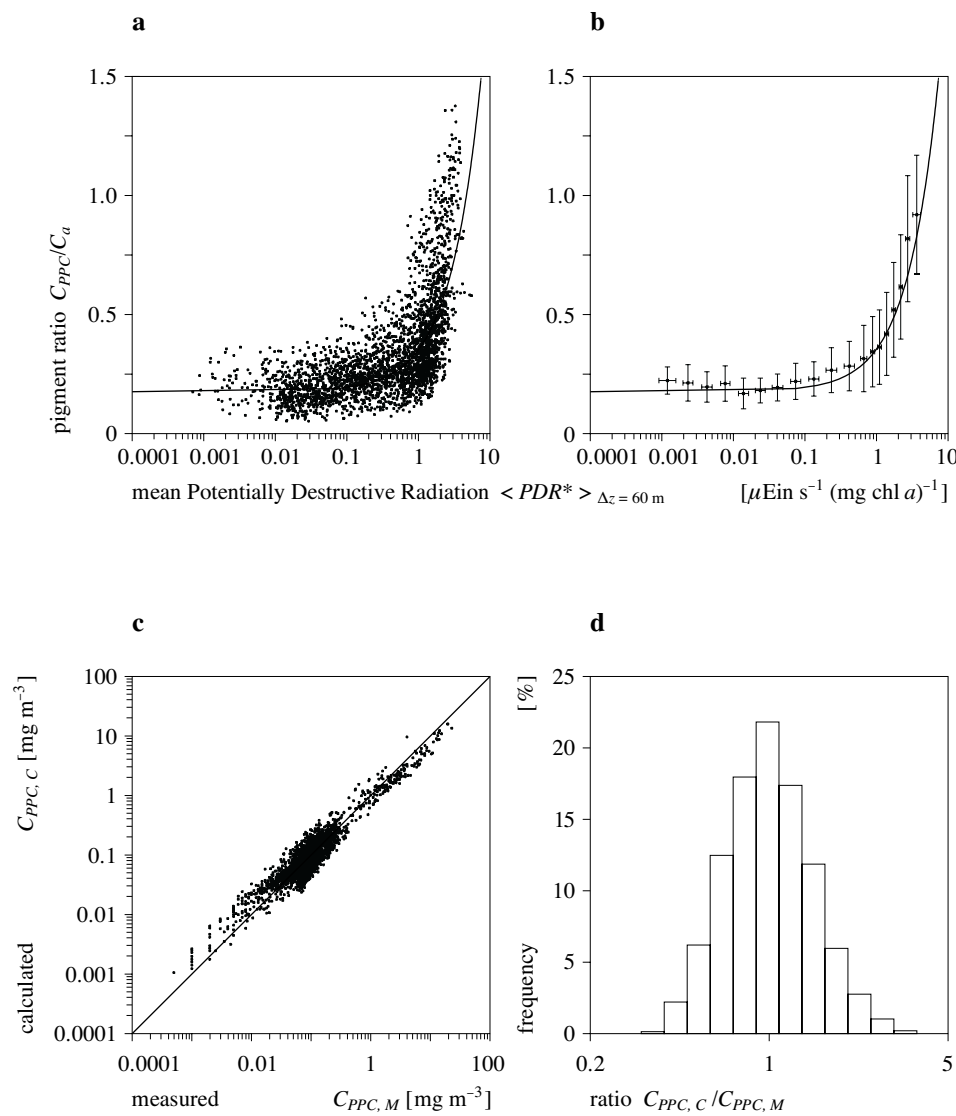 a
b
1.5
1.0
0.5
0
pigment ratio C_PPC/C_a
0.0001 0.001 0.01 0.1 1 10
1.5
1.0
0.5
0
0.0001 0.001 0.01 0.1 1 10
mean Potentially Destructive Radiation < PDR* > Δz = 60 m [μEin s⁻¹ (mg chl a)⁻¹]
c
d
100
10
1
0.1
0.01
0.001
0.0001
calculated C_PPC, C [mg m⁻³]
0.0001 0.01 1 100
measured C_PPC, M [mg m⁻³]
25
20
15
10
5
0
frequency [%]
0.2 1 5
ratio C_PPC, C /C_PPC, M